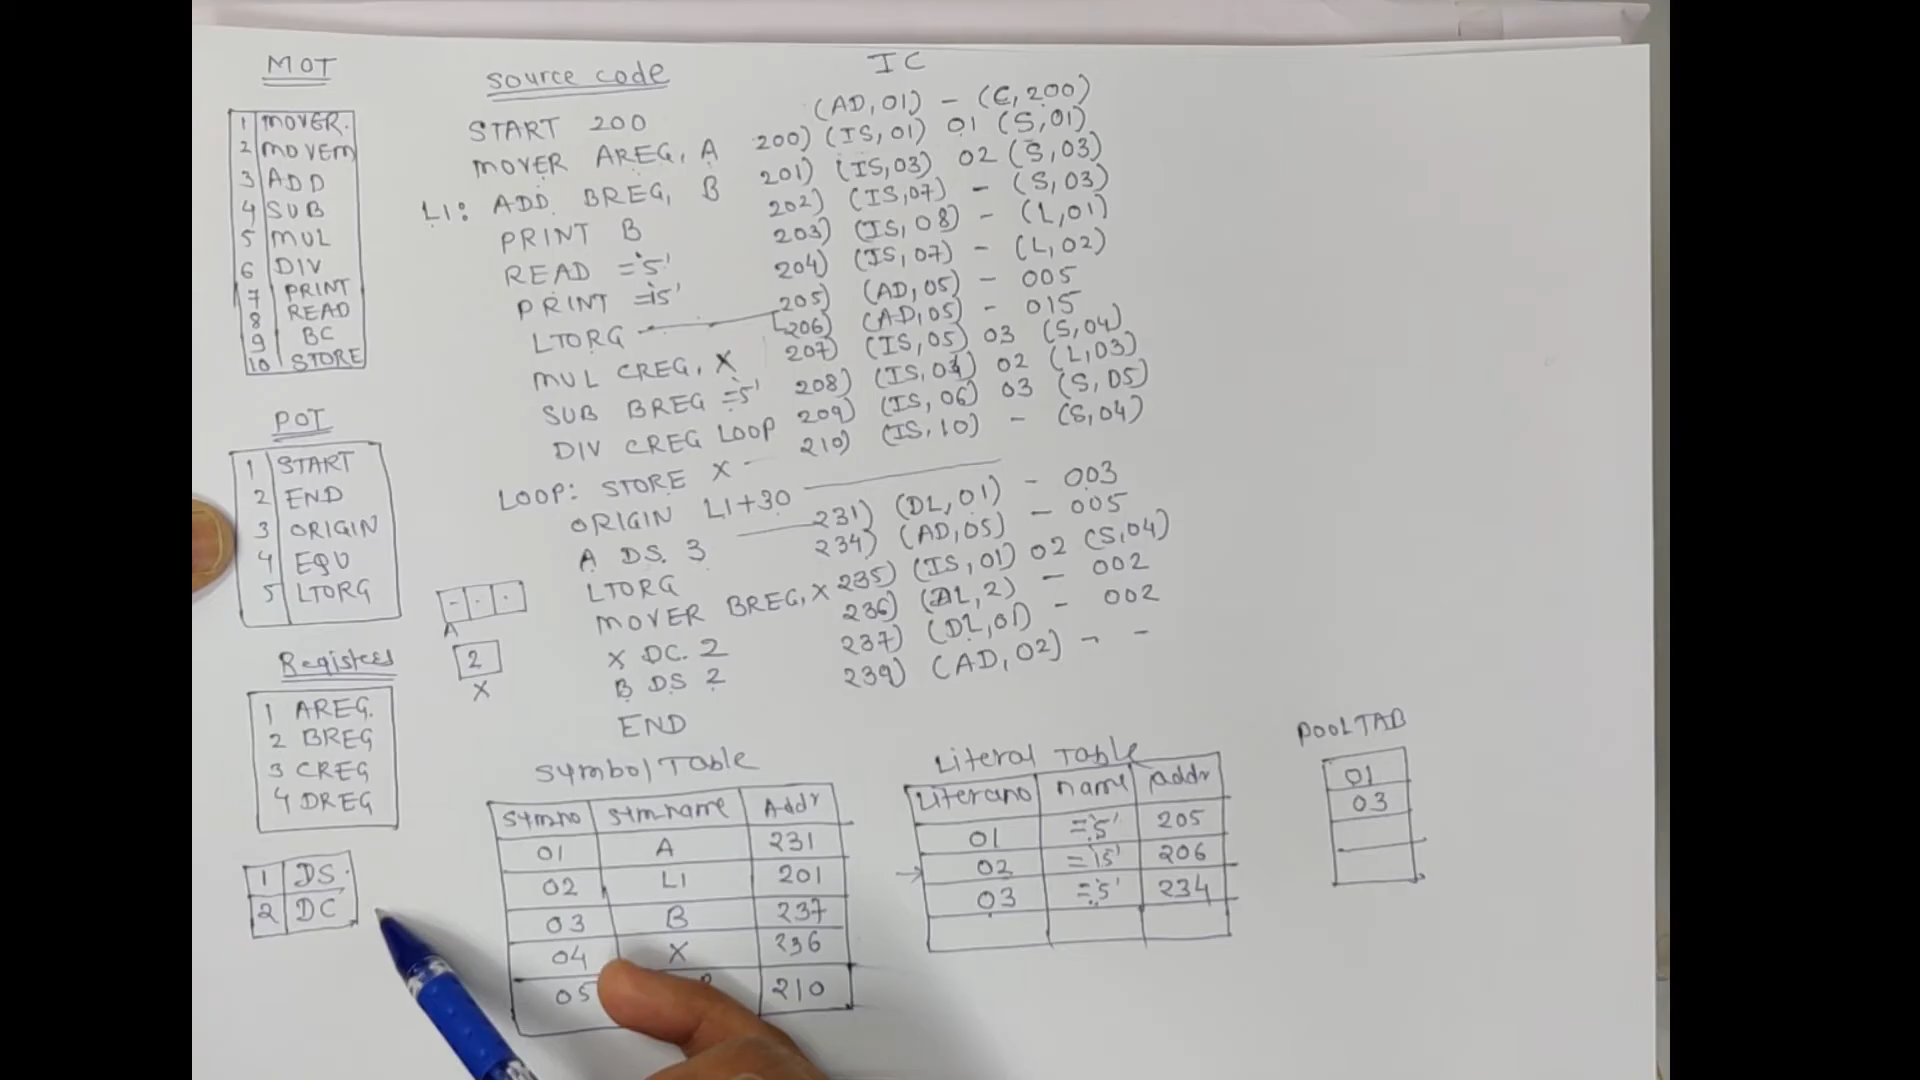 MOT
1 MOVER.
2 MOVEM
3 ADD
4 SUB
5 MUL
6 DIV
7 PRINT
8 READ
9 BC
10 STORE
POT
1 START
2 END
3 ORIGIN
4 EQU
5 LTORG
Registers
1 AREG.
2 BREG
3 CREG
4 DREG
1 DS.
2 DC
Source code
START 200
MOVER AREG, A
L1: ADD BREG, B
PRINT B
READ ='5'
PRINT ='15'
LTORG
MUL CREG, X
SUB BREG ='5'
DIV CREG LOOP
LOOP: STORE X
ORIGIN L1+30
A DS. 3
LTORG
MOVER BREG, X
X DC. 2
B DS 2
END
A
2
X
IC
(AD,01) - (C,200)
200) (IS,01) 01 (S,01)
201) (IS,03) 02 (S,03)
202) (IS,07) - (S,03)
203) (IS,08) - (L,01)
204) (IS,07) - (L,02)
205) (AD,05) - 005
206) (AD,05) - 015
207) (IS,05) 03 (S,04)
208) (IS,04) 02 (L,03)
209) (IS,06) 03 (S,05)
210) (IS,10) - (S,04)
231) (DL,01) - 003
234) (AD,05) - 005
235) (IS,01) 02 (S,04)
236) (DL,2) - 002
237) (DL,01) - 002
239) (AD,02) - -
Symbol Table
Symno Sym-name Addr
01 A 231
02 L1 201
03 B 237
04 X 236
05 210
Literal Table
Literano name Addr
01 ='5' 205
02 ='15' 206
03 ='5' 234
POOLTAB
01
03